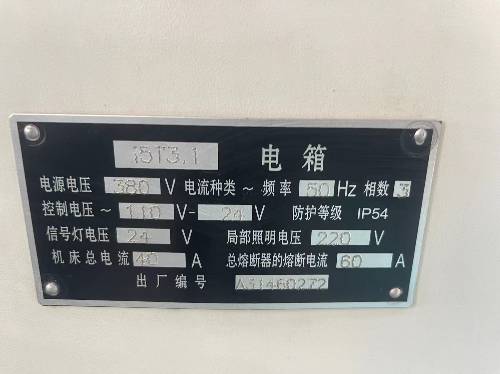 i5T3.1 电箱
电源电压 380 V 电流种类 ~ 频率 50 Hz 相数 3
控制电压 ~ 110 V- 24 V 防护等级 IP54
信号灯电压 24 V 局部照明电压 220 V
机床总电流 40 A 总熔断器的熔断电流 60 A
出厂编号 A31460272